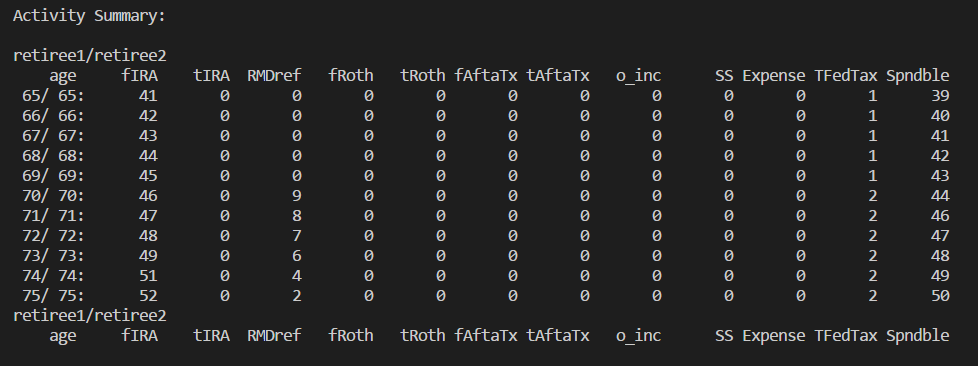 Activity Summary:
retiree1/retiree2
age fIRA tIRA RMDref fRoth tRoth fAftaTx tAftaTx o_inc SS Expense TFedTax Spndble
65/ 65: 41 0 0 0 0 0 0 0 0 0 1 39
66/ 66: 42 0 0 0 0 0 0 0 0 0 1 40
67/ 67: 43 0 0 0 0 0 0 0 0 0 1 41
68/ 68: 44 0 0 0 0 0 0 0 0 0 1 42
69/ 69: 45 0 0 0 0 0 0 0 0 0 1 43
70/ 70: 46 0 9 0 0 0 0 0 0 0 2 44
71/ 71: 47 0 8 0 0 0 0 0 0 0 2 46
72/ 72: 48 0 7 0 0 0 0 0 0 0 2 47
73/ 73: 49 0 6 0 0 0 0 0 0 0 2 48
74/ 74: 51 0 4 0 0 0 0 0 0 0 2 49
75/ 75: 52 0 2 0 0 0 0 0 0 0 2 50
retiree1/retiree2
age fIRA tIRA RMDref fRoth tRoth fAftaTx tAftaTx o_inc SS Expense TFedTax Spndble